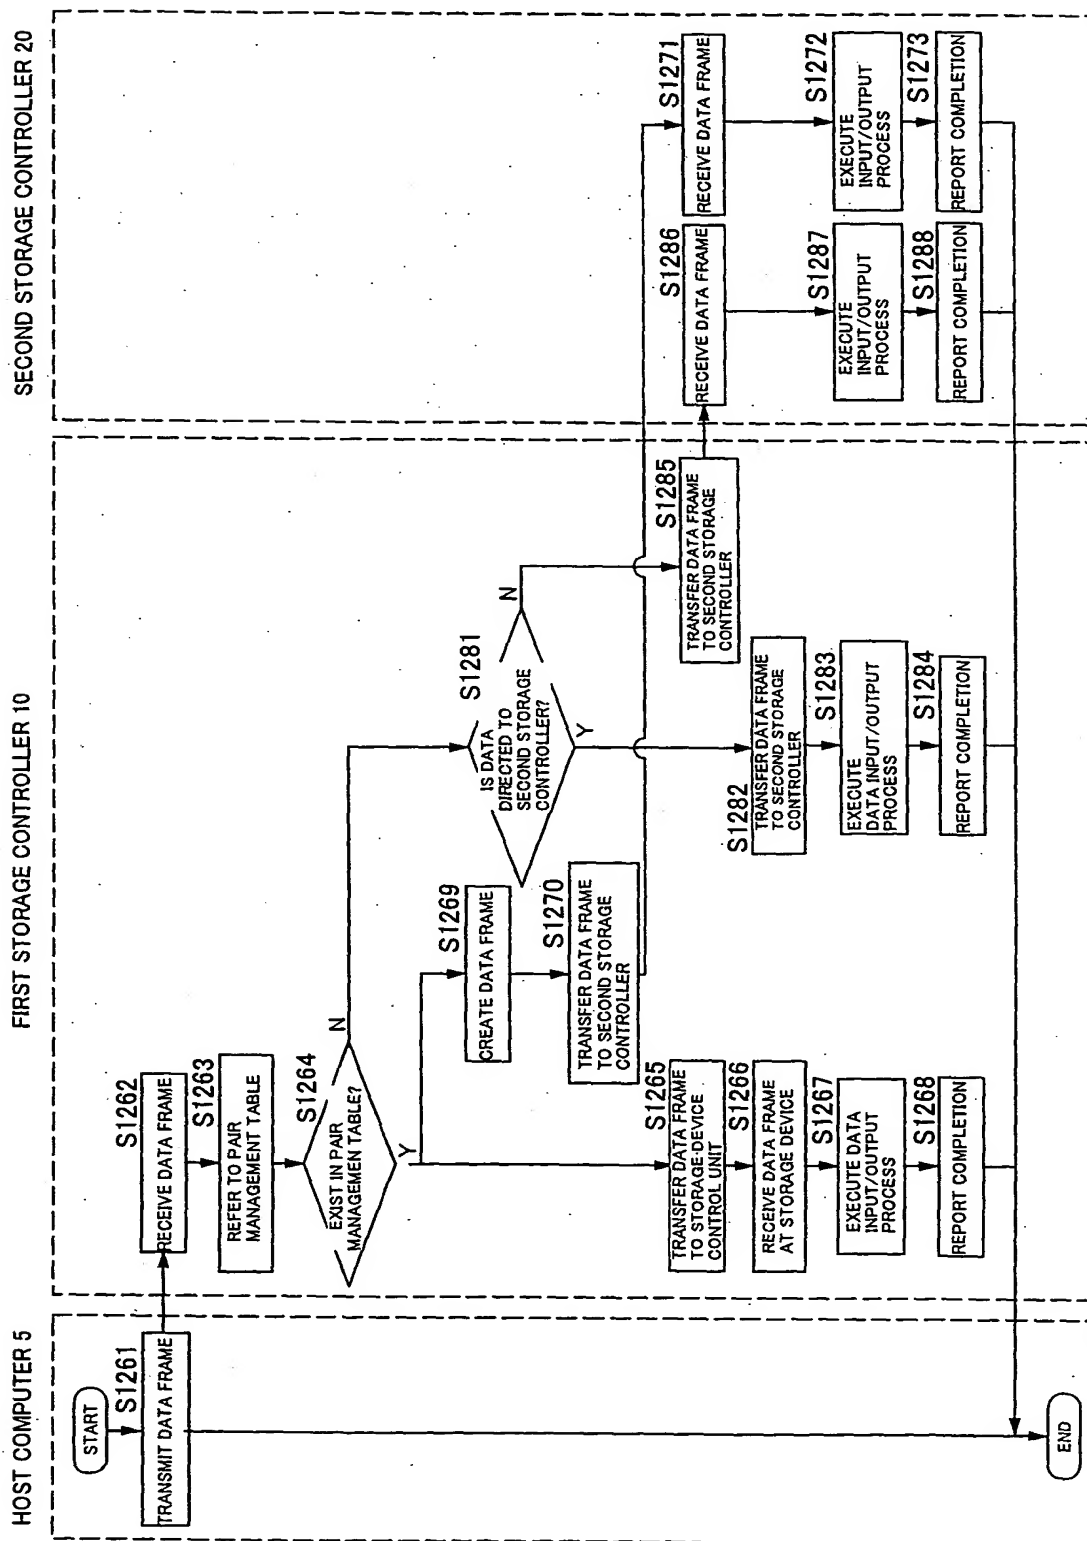 HOST COMPUTER 5
START
S1261
TRANSMIT DATA FRAME
END
FIRST STORAGE CONTROLLER 10
S1262
RECEIVE DATA FRAME
S1263
REFER TO PAIR
MANAGEMENT TABLE
S1264
EXIST IN PAIR
MANAGEMENT TABLE?
N
Y
S1265
TRANSFER DATA FRAME
TO STORAGE-DEVICE
CONTROL UNIT
S1266
RECEIVE DATA FRAME
AT STORAGE DEVICE
S1267
EXECUTE DATA
INPUT/OUTPUT
PROCESS
S1268
REPORT COMPLETION
S1269
CREATE DATA FRAME
S1270
TRANSFER DATA FRAME
TO SECOND STORAGE
CONTROLLER
S1281
IS DATA
DIRECTED TO
SECOND STORAGE
CONTROLLER?
N
Y
S1282
TRANSFER DATA FRAME
TO SECOND STORAGE
CONTROLLER
S1283
EXECUTE
DATA INPUT/OUTPUT
PROCESS
S1284
REPORT COMPLETION
S1285
TRANSFER DATA FRAME
TO SECOND STORAGE
CONTROLLER
SECOND STORAGE CONTROLLER 20
S1286
RECEIVE DATA FRAME
S1287
EXECUTE
INPUT/OUTPUT
PROCESS
S1288
REPORT COMPLETION
S1271
RECEIVE DATA FRAME
S1272
EXECUTE
INPUT/OUTPUT
PROCESS
S1273
REPORT COMPLETION